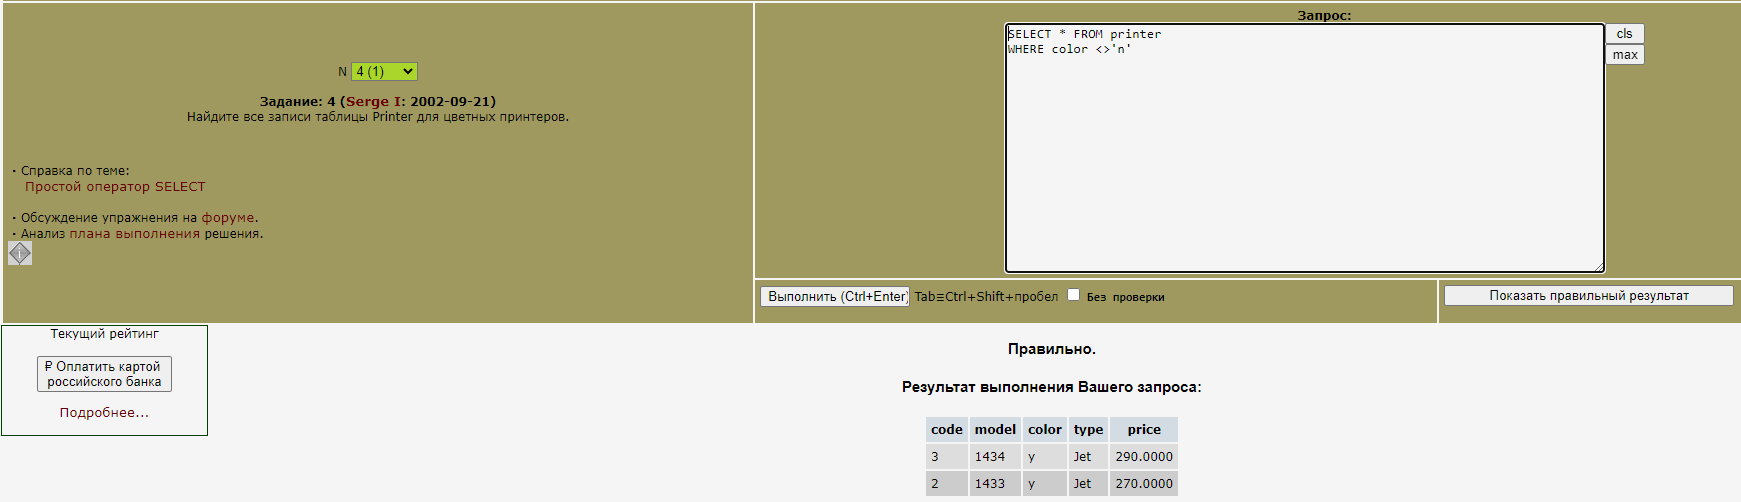 N 4 (1)
Задание: 4 (Serge I: 2002-09-21)
Найдите все записи таблицы Printer для цветных принтеров.
· Справка по теме:
Простой оператор SELECT
· Обсуждение упражнения на форуме.
· Анализ плана выполнения решения.
i
Запрос:
SELECT * FROM printer
WHERE color <>'n'
cls
max
Выполнить (Ctrl+Enter) Tab≡Ctrl+Shift+пробел Без проверки
Показать правильный результат
Текущий рейтинг
₽ Оплатить картой
российского банка
Подробнее...
Правильно.
Результат выполнения Вашего запроса:
code model color type price
3 1434 y Jet 290.0000
2 1433 y Jet 270.0000